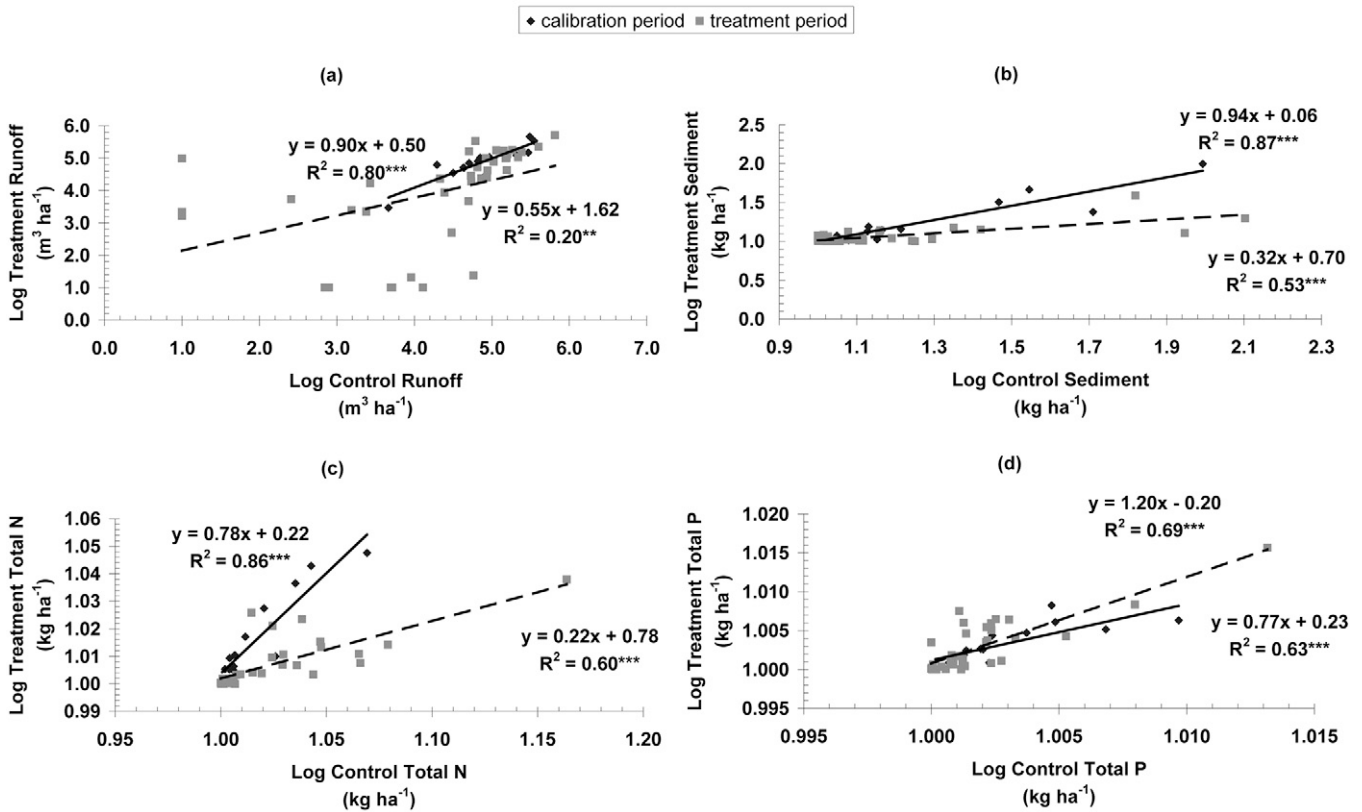 calibration period treatment period
(a)
Log Treatment Runoff
(m³ ha⁻¹)
6.0
5.0
4.0
3.0
2.0
1.0
0.0
y = 0.90x + 0.50
R² = 0.80***
y = 0.55x + 1.62
R² = 0.20**
0.0 1.0 2.0 3.0 4.0 5.0 6.0 7.0
Log Control Runoff
(m³ ha⁻¹)
(b)
Log Treatment Sediment
(kg ha⁻¹)
2.5
2.0
1.5
1.0
0.5
0.0
y = 0.94x + 0.06
R² = 0.87***
y = 0.32x + 0.70
R² = 0.53***
0.9 1.1 1.3 1.5 1.7 1.9 2.1 2.3
Log Control Sediment
(kg ha⁻¹)
(c)
Log Treatment Total N
(kg ha⁻¹)
1.06
1.05
1.04
1.03
1.02
1.01
1.00
0.99
y = 0.78x + 0.22
R² = 0.86***
y = 0.22x + 0.78
R² = 0.60***
0.95 1.00 1.05 1.10 1.15 1.20
Log Control Total N
(kg ha⁻¹)
(d)
Log Treatment Total P
(kg ha⁻¹)
1.020
1.015
1.010
1.005
1.000
0.995
y = 1.20x - 0.20
R² = 0.69***
y = 0.77x + 0.23
R² = 0.63***
0.995 1.000 1.005 1.010 1.015
Log Control Total P
(kg ha⁻¹)